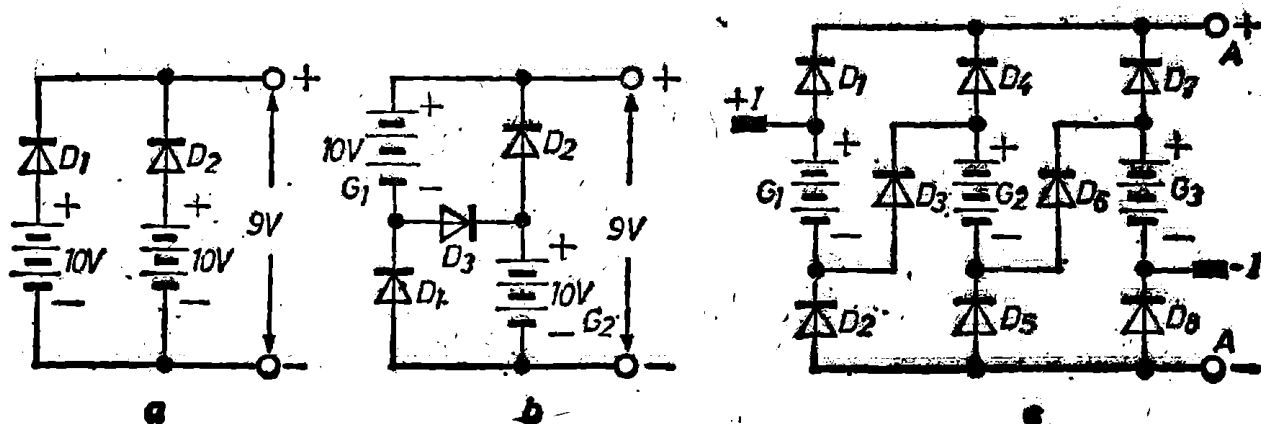 +
D1
D2
+
+
10V
10V
−
−
9V
−
a
+
+
10V
G1
−
D2
D3
+
10V
D1
− G2
9V
−
b
A +
D1
D4
D7
+I
+
+
+
G1
D3
G2
D6
G3
−
−
−
-I
D2
D5
D8
A
−
c